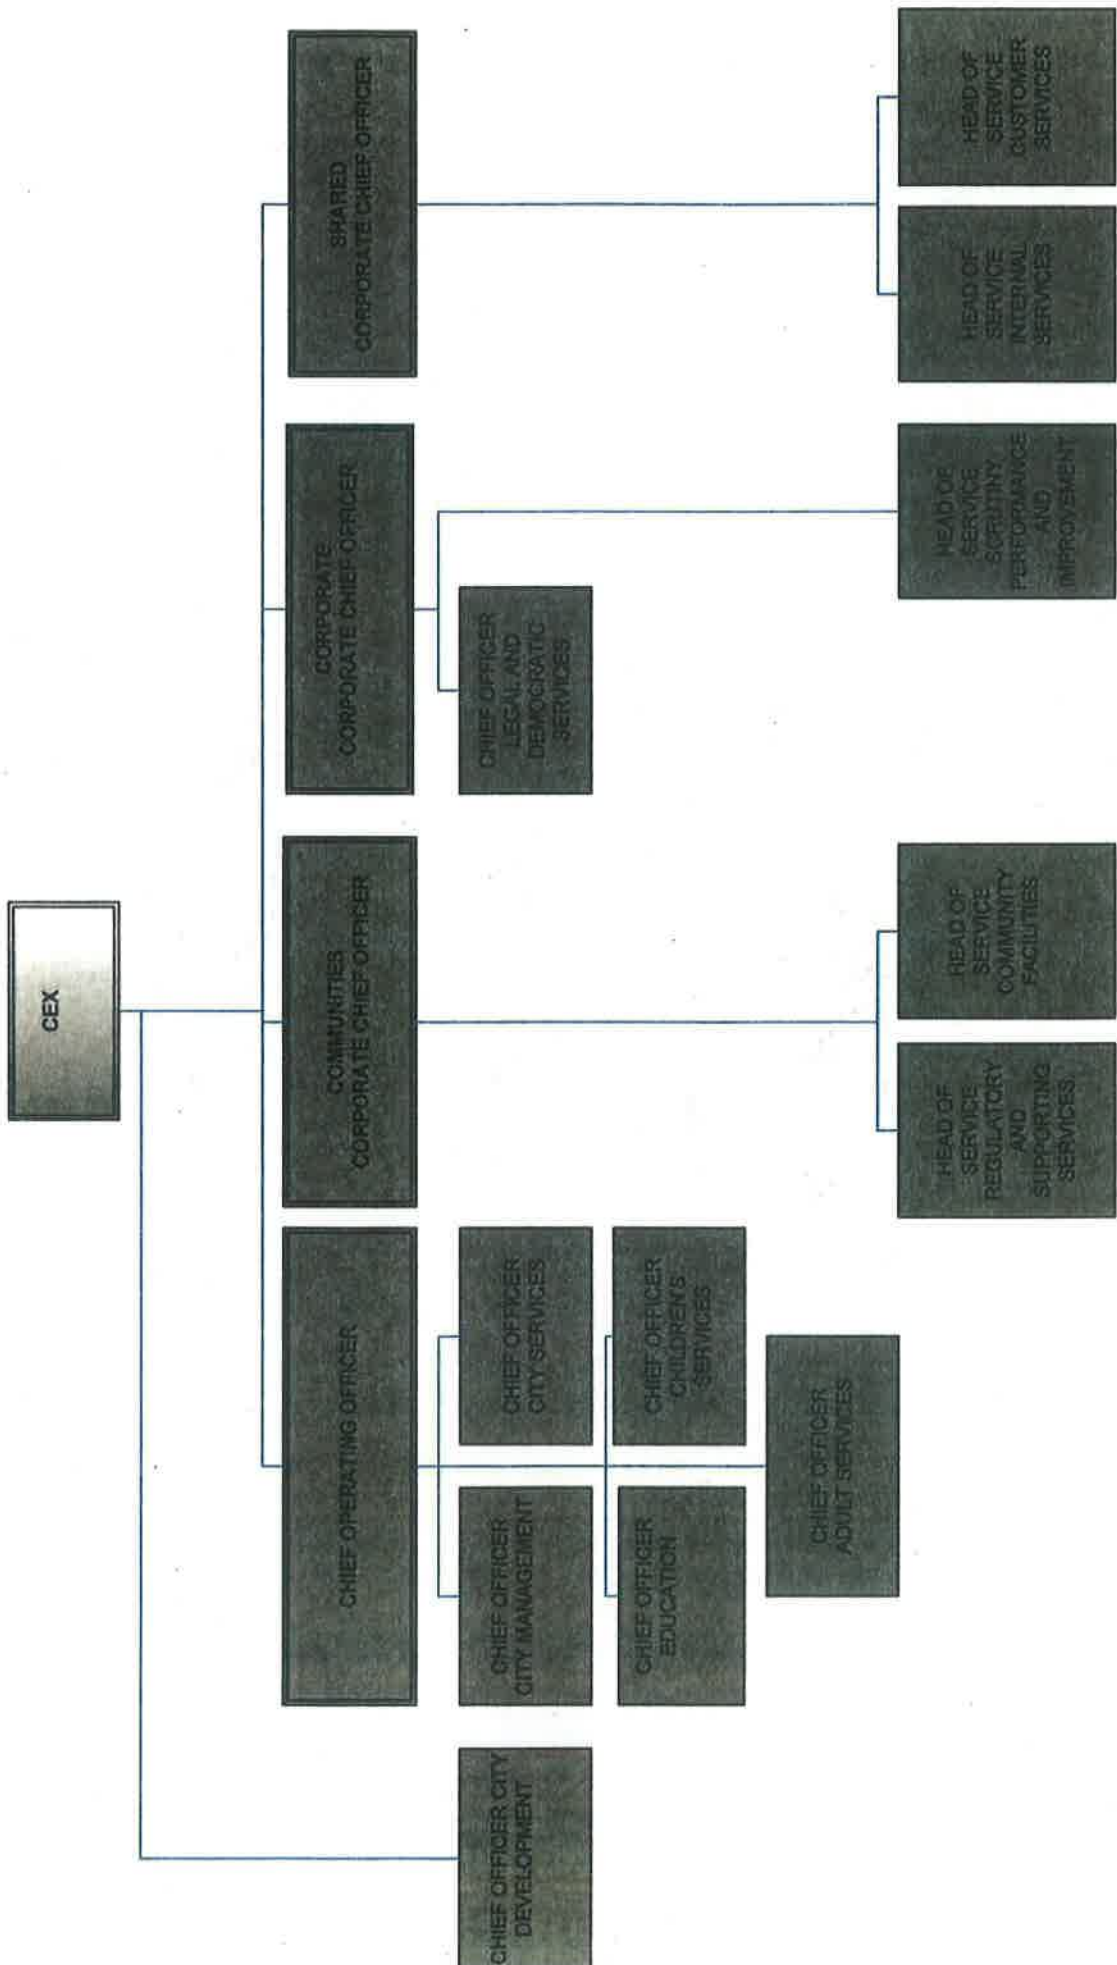 CEX
CHIEF OFFICER CITY
DEVELOPMENT
CHIEF OPERATING OFFICER
COMMUNITIES
CORPORATE CHIEF OFFICER
CORPORATE
CORPORATE CHIEF OFFICER
SHARED
CORPORATE CHIEF OFFICER
CHIEF OFFICER
CITY MANAGEMENT
CHIEF OFFICER
CITY SERVICES
CHIEF OFFICER
LEGAL AND
DEMOCRATIC
SERVICES
CHIEF OFFICER
EDUCATION
CHIEF OFFICER
CHILDREN'S
SERVICES
CHIEF OFFICER
ADULT SERVICES
HEAD OF
SERVICE
REGULATORY
AND
SUPPORTING
SERVICES
HEAD OF
SERVICE
COMMUNITY
FACILITIES
HEAD OF
SERVICE
SCRUTINY
PERFORMANCE
AND
IMPROVEMENT
HEAD OF
SERVICE
INTERNAL
SERVICES
HEAD OF
SERVICE
CUSTOMER
SERVICES